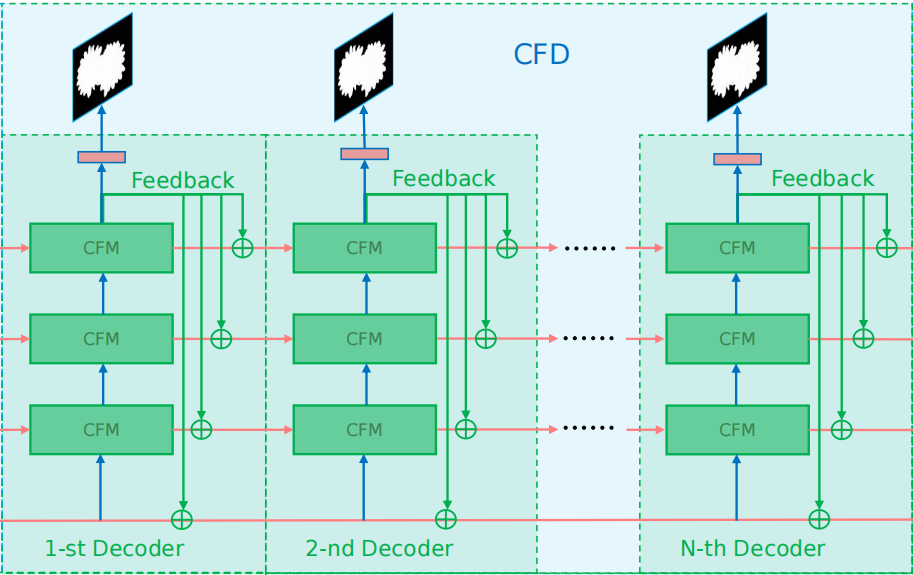 CFD
Feedback
Feedback
Feedback
CFM
CFM
CFM
......
CFM
CFM
CFM
......
CFM
CFM
CFM
......
CFM
1-st Decoder
2-nd Decoder
N-th Decoder